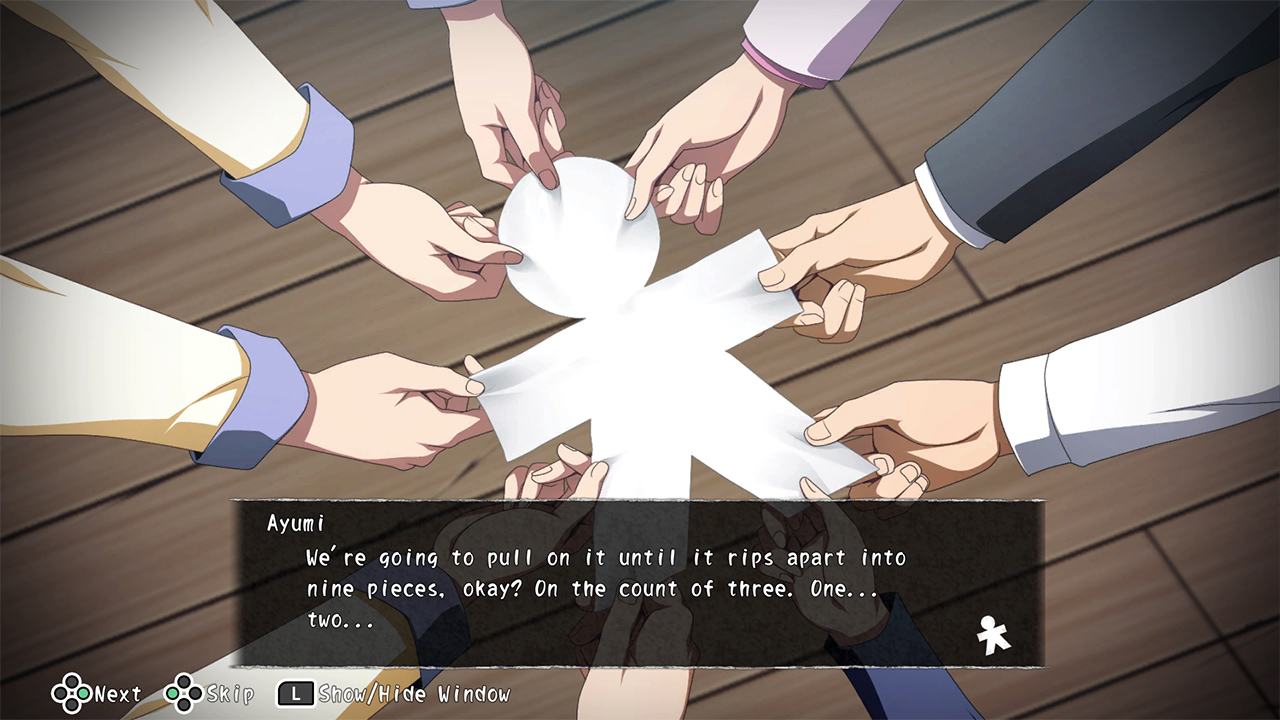 Ayumi
We're going to pull on it until it rips apart into
nine pieces, okay? On the count of three. One...
two...
Next Skip L Show/Hide Window